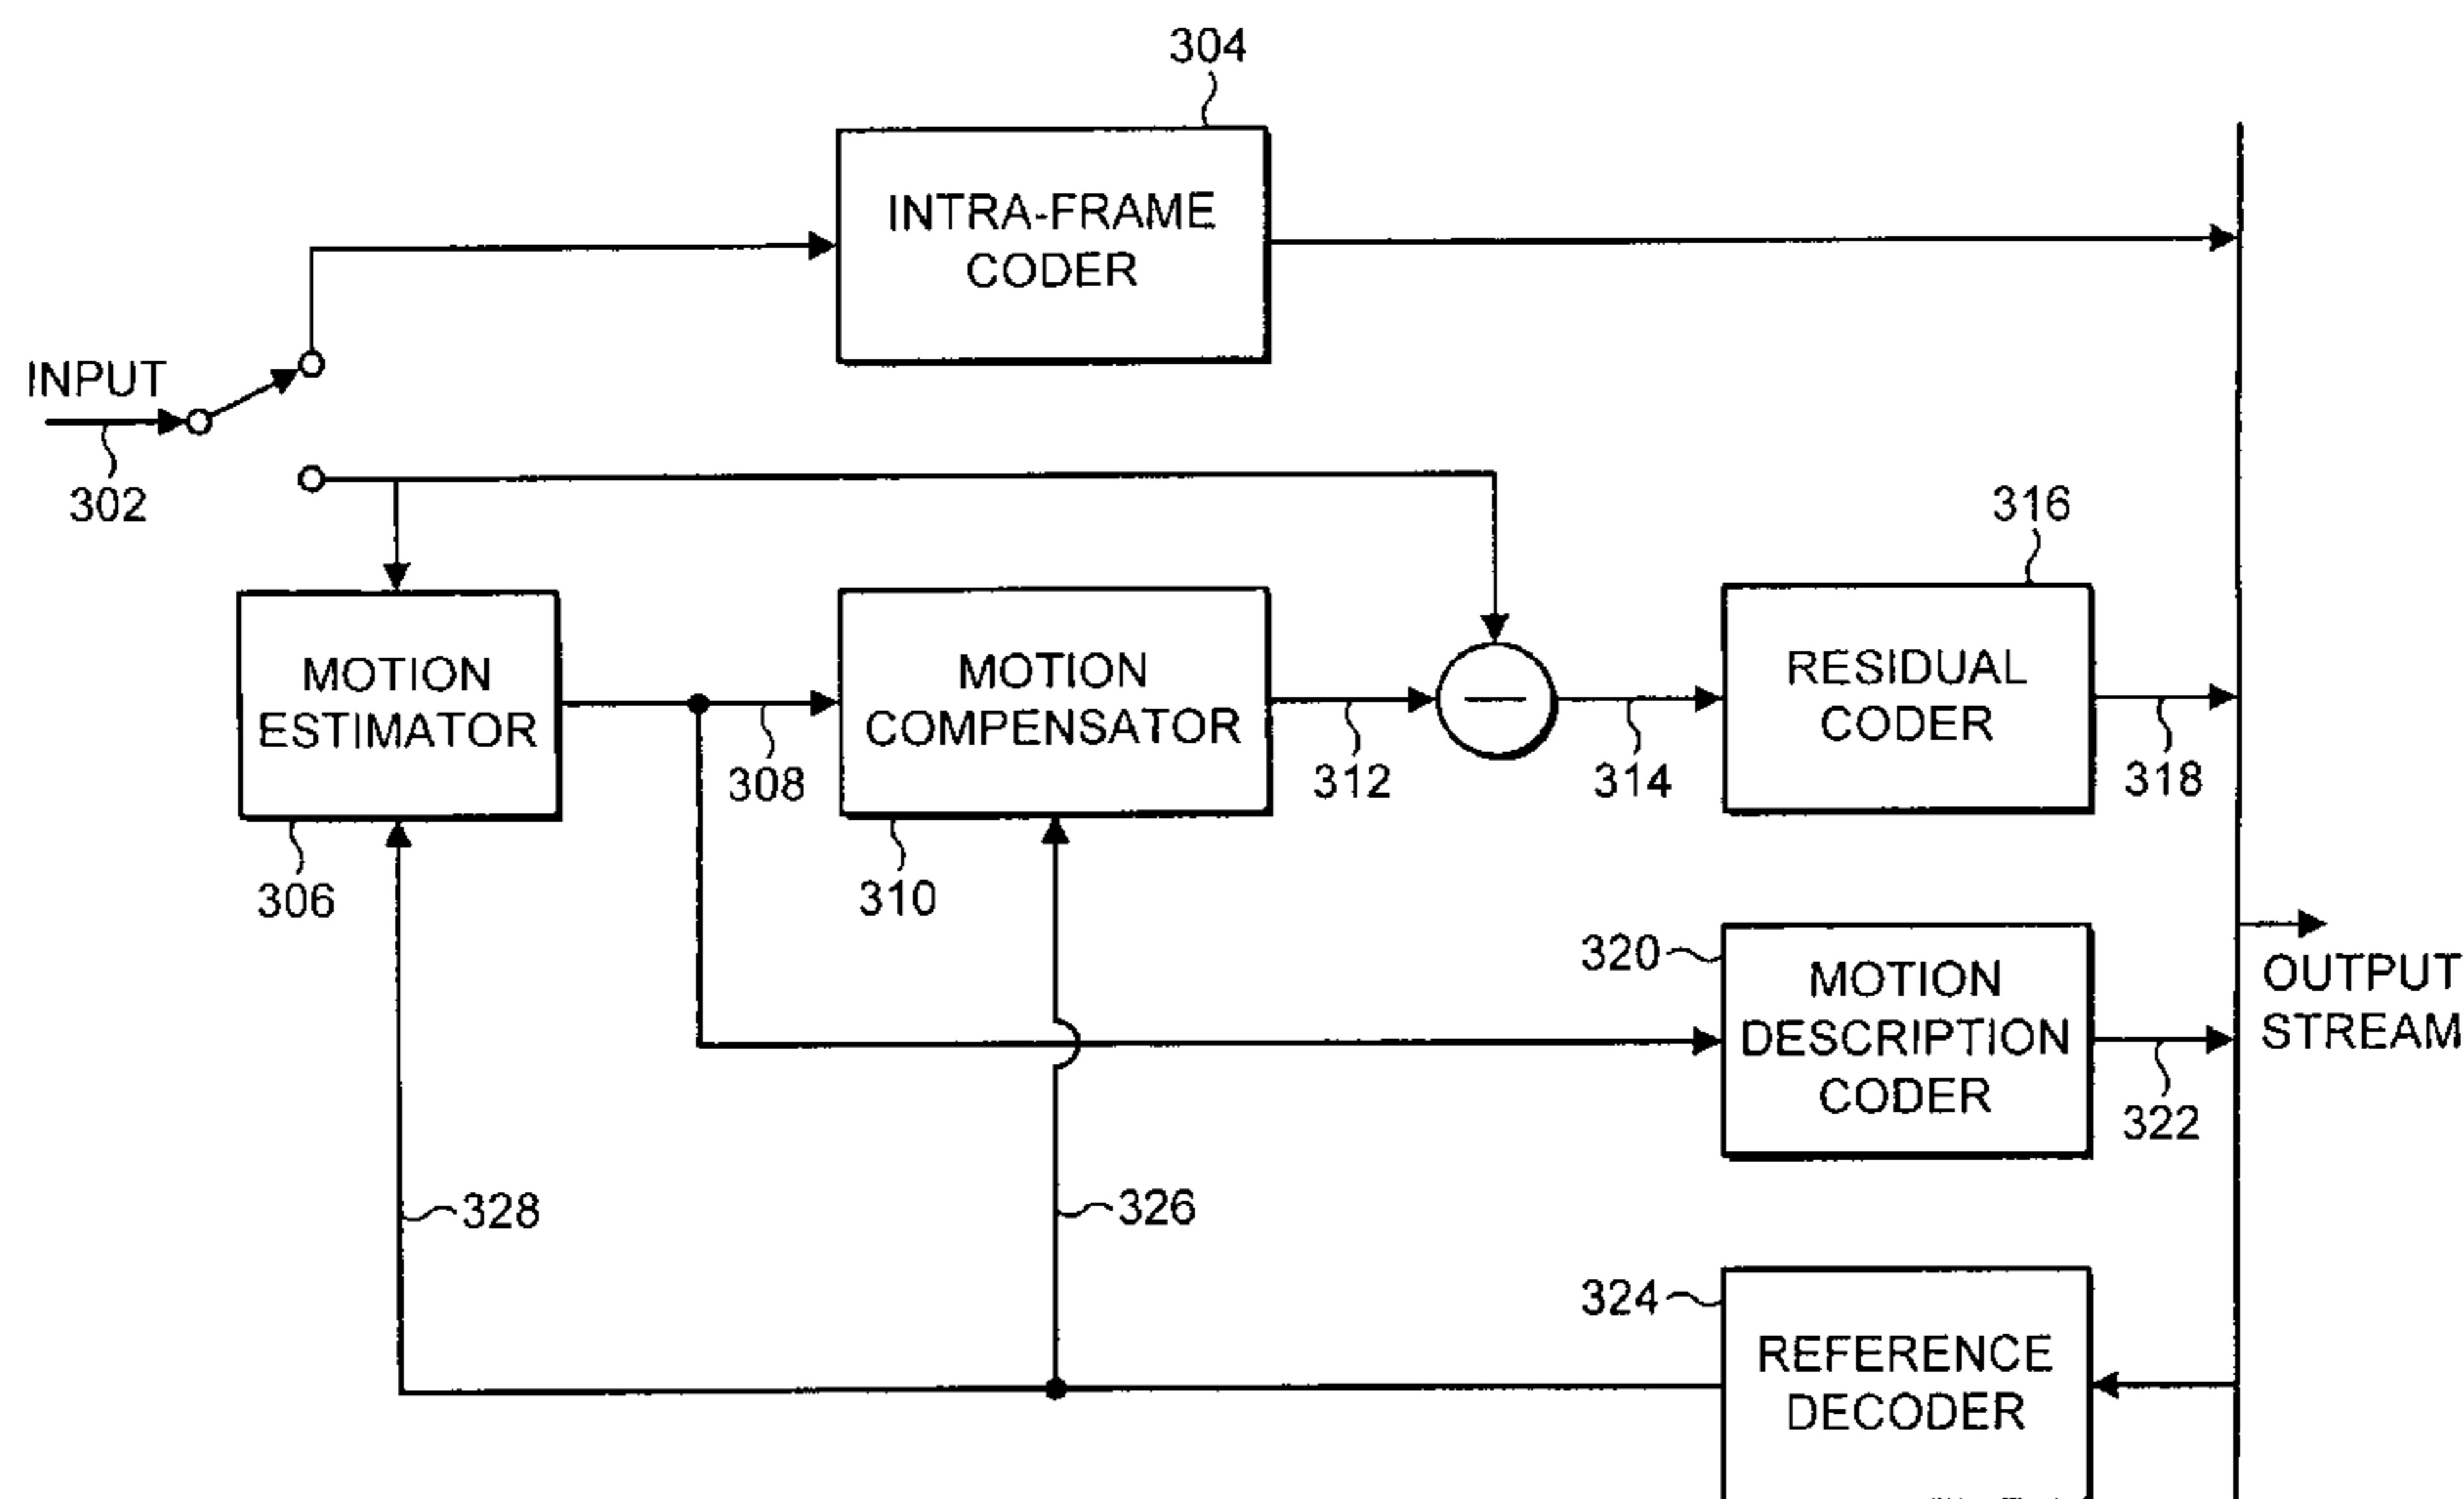 304
INTRA-FRAME
CODER
INPUT
302
316
MOTION
ESTIMATOR
308
MOTION
COMPENSATOR
312
314
RESIDUAL
CODER
318
306
310
320
MOTION
DESCRIPTION
CODER
322
OUTPUT
STREAM
328
326
324
REFERENCE
DECODER